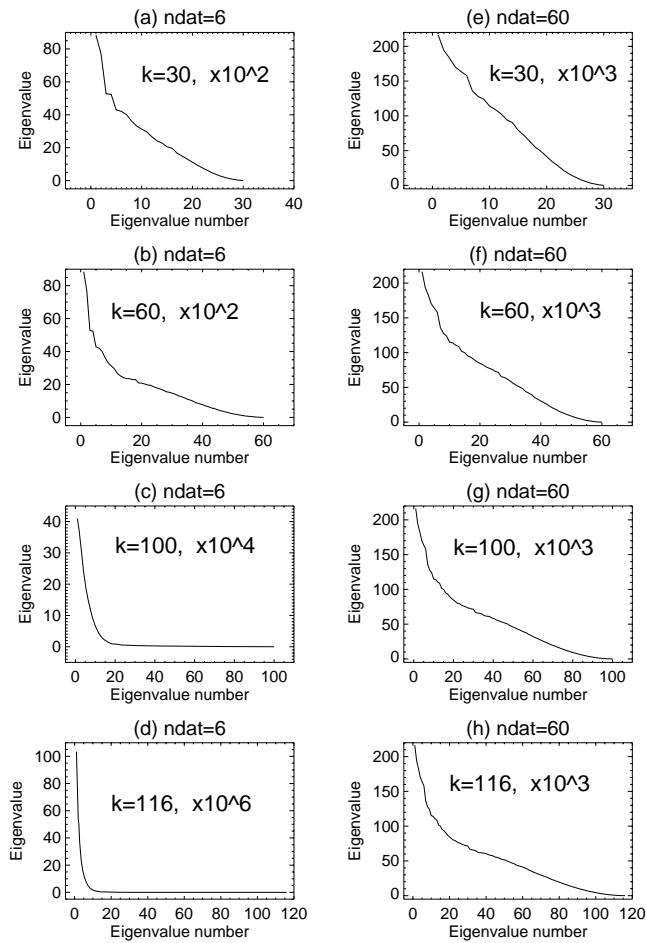 (a) ndat=6
80
60
40
20
0
Eigenvalue
k=30, x10^2
0 10 20 30 40
Eigenvalue number
(e) ndat=60
200
150
100
50
0
Eigenvalue
k=30, x10^3
0 10 20 30
Eigenvalue number
(b) ndat=6
80
60
40
20
0
Eigenvalue
k=60, x10^2
0 20 40 60
Eigenvalue number
(f) ndat=60
200
150
100
50
0
Eigenvalue
k=60, x10^3
0 20 40 60
Eigenvalue number
(c) ndat=6
40
30
20
10
0
Eigenvalue
k=100, x10^4
0 20 40 60 80 100
Eigenvalue number
(g) ndat=60
200
150
100
50
0
Eigenvalue
k=100, x10^3
0 20 40 60 80 100
Eigenvalue number
(d) ndat=6
100
80
60
40
20
0
Eigenvalue
k=116, x10^6
0 20 40 60 80 100 120
Eigenvalue number
(h) ndat=60
200
150
100
50
0
Eigenvalue
k=116, x10^3
0 20 40 60 80 100 120
Eigenvalue number